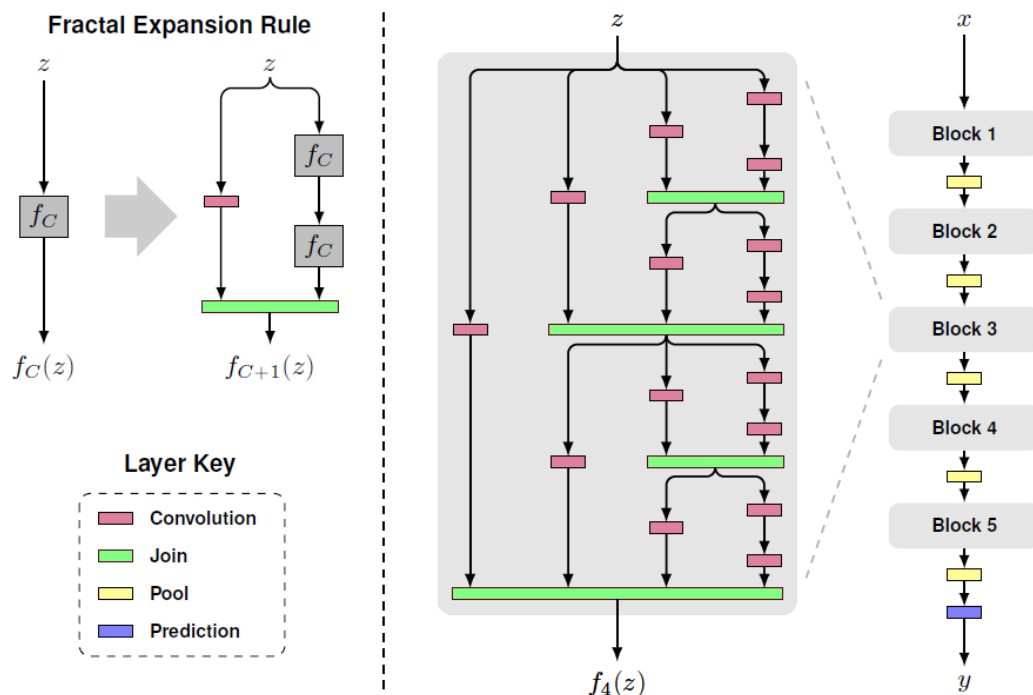 Fractal Expansion Rule
z
f_C
f_C(z)
z
f_C
f_C
f_{C+1}(z)
Layer Key
Convolution
Join
Pool
Prediction
z
f_4(z)
x
Block 1
Block 2
Block 3
Block 4
Block 5
y